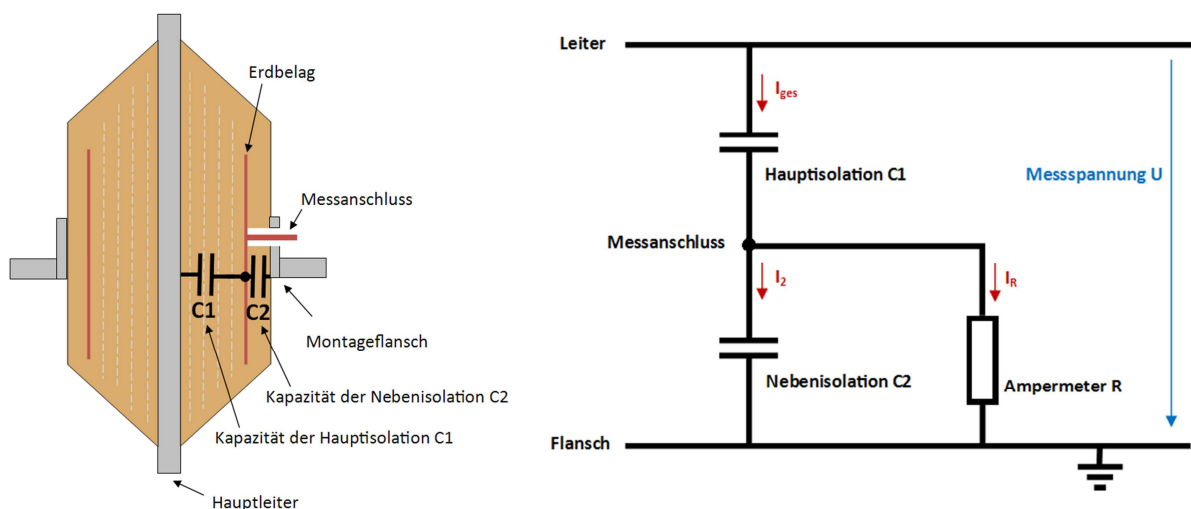 Erdbelag
Messanschluss
C1
C2
Montageflansch
Kapazität der Nebenisolation C2
Kapazität der Hauptisolation C1
Hauptleiter
Leiter
Iges
Hauptisolation C1
Messspannung U
Messanschluss
I2
IR
Nebenisolation C2
Ampermeter R
Flansch